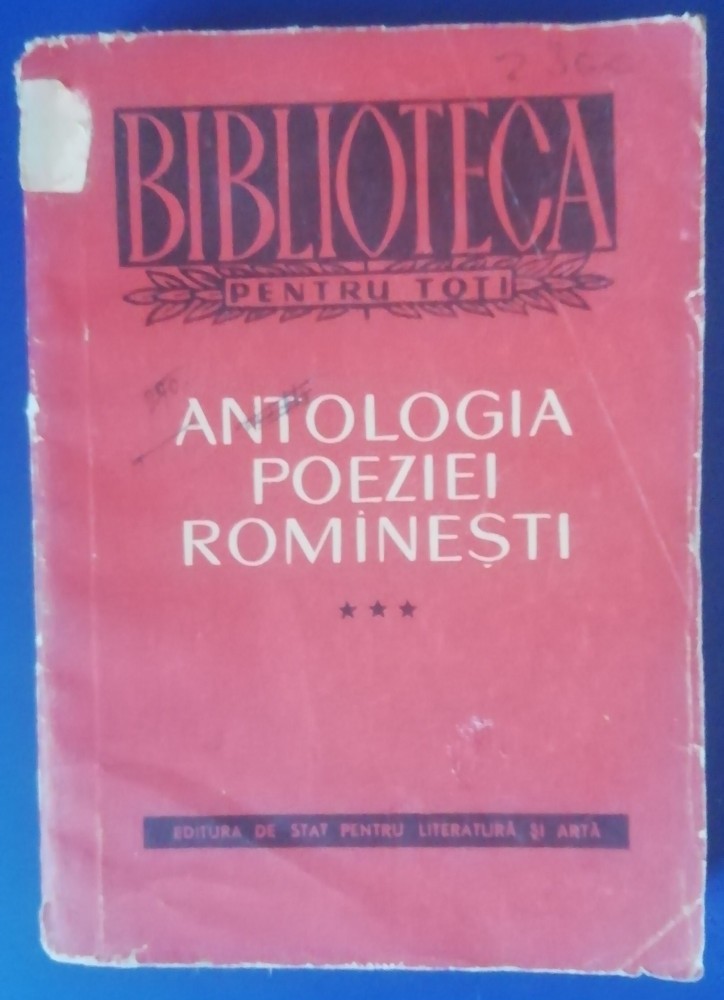 BIBLIOTECA
PENTRU TOȚI
ANTOLOGIA
POEZIEI
ROMÎNEȘTI
★★★
EDITURA DE STAT PENTRU LITERATURĂ ȘI ARTĂ